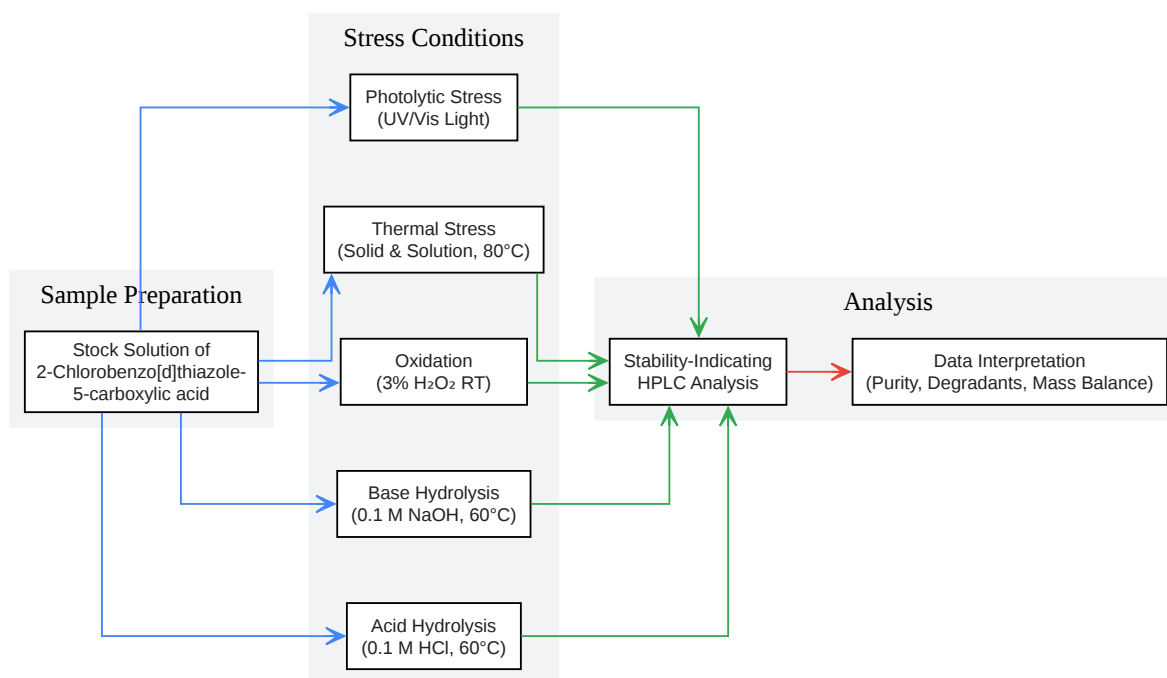 Stress Conditions
Photolytic Stress
(UV/Vis Light)
Thermal Stress
(Solid & Solution, 80°C)
Sample Preparation
Stock Solution of
2-Chlorobenzo[d]thiazole-
5-carboxylic acid
Oxidation
(3% H₂O₂ RT)
Base Hydrolysis
(0.1 M NaOH, 60°C)
Acid Hydrolysis
(0.1 M HCl, 60°C)
Analysis
Stability-Indicating
HPLC Analysis
Data Interpretation
(Purity, Degradants, Mass Balance)